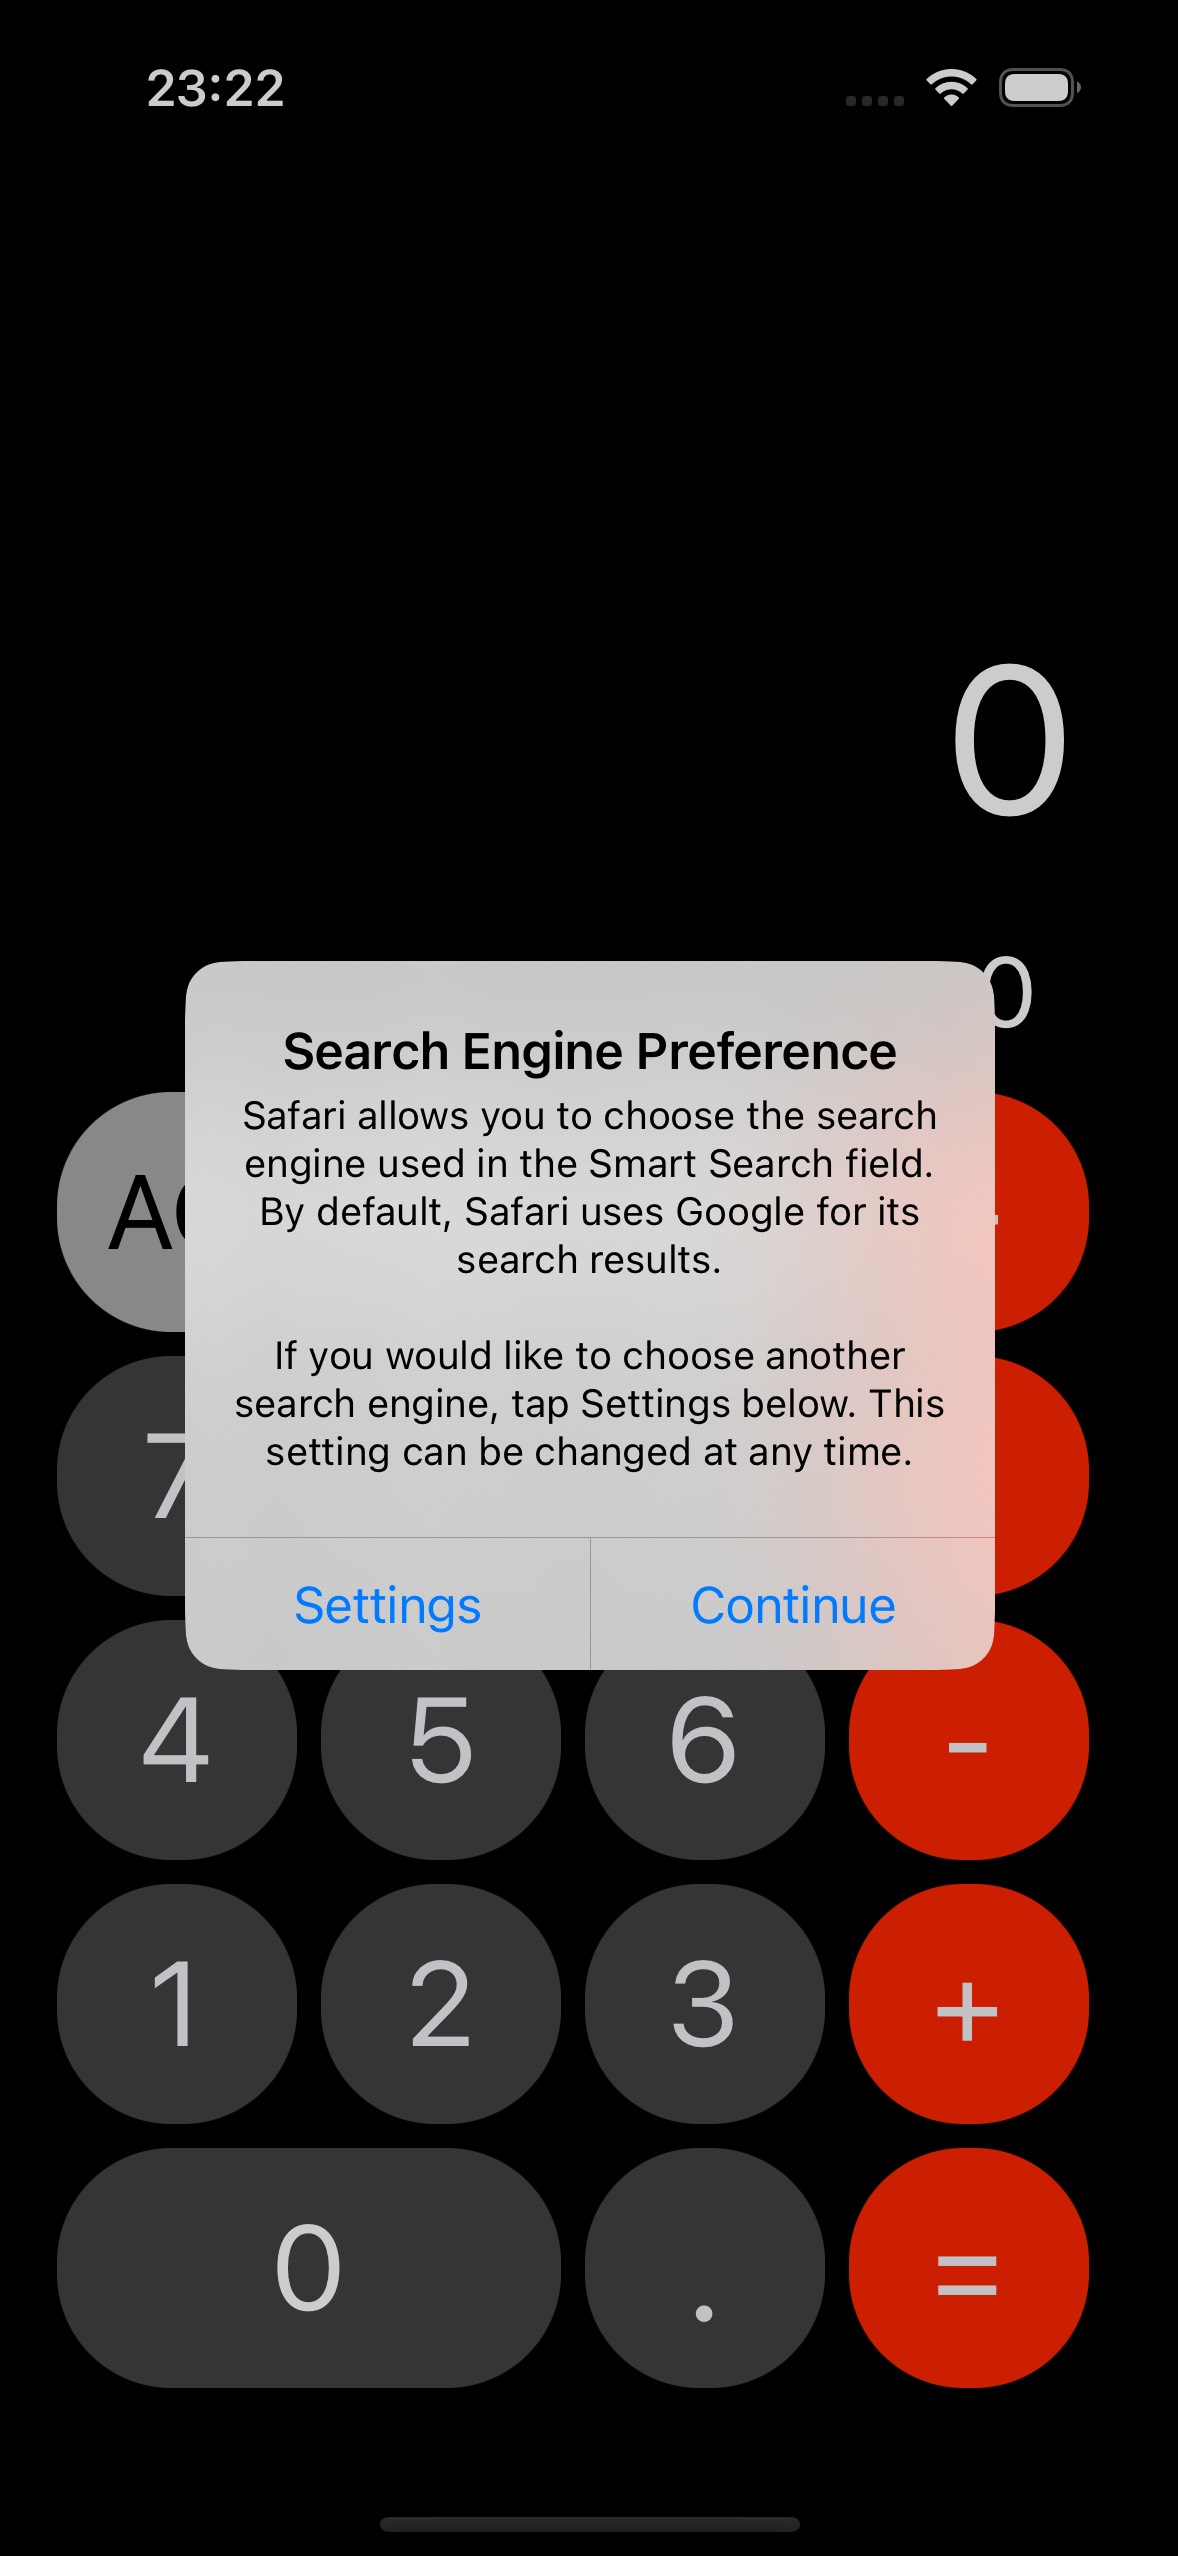 23:22
0
0
Search Engine Preference
Safari allows you to choose the search
engine used in the Smart Search field.
By default, Safari uses Google for its
search results.
If you would like to choose another
search engine, tap Settings below. This
setting can be changed at any time.
Settings
Continue
7
4
5
6
-
1
2
3
+
0
.
=